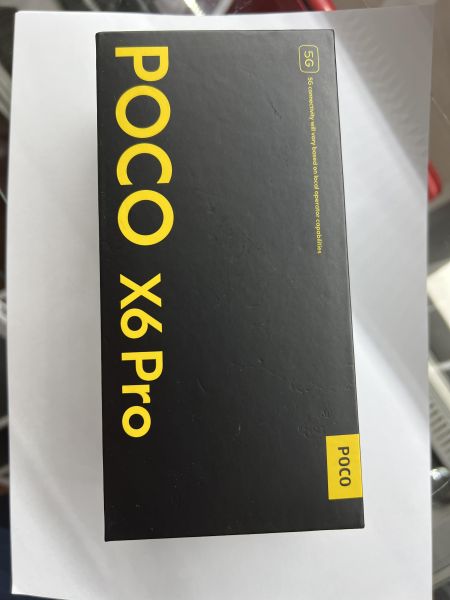 5G
5G connectivity will vary based on local operator capabilities
POCO
POCO X6 Pro